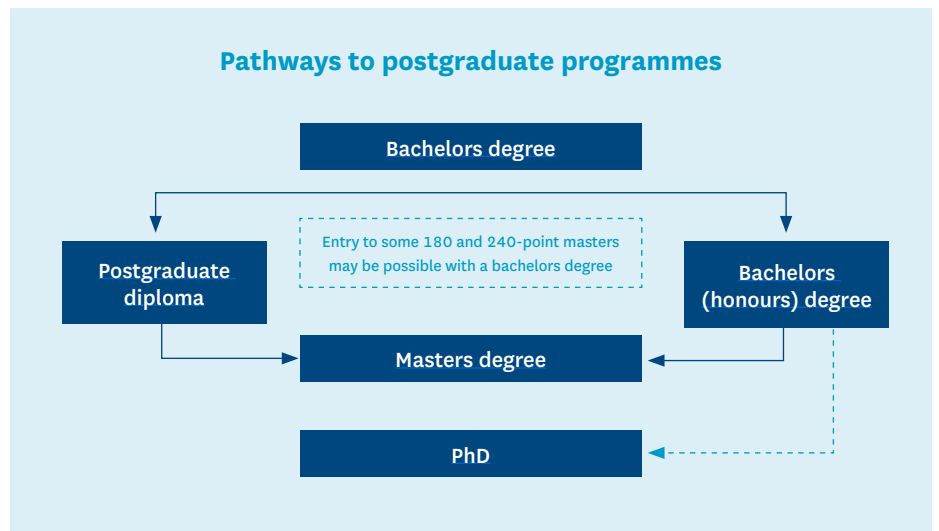 Pathways to postgraduate programmes
Bachelors degree
Entry to some 180 and 240-point masters
may be possible with a bachelors degree
Postgraduate
diploma
Bachelors
(honours) degree
Masters degree
PhD